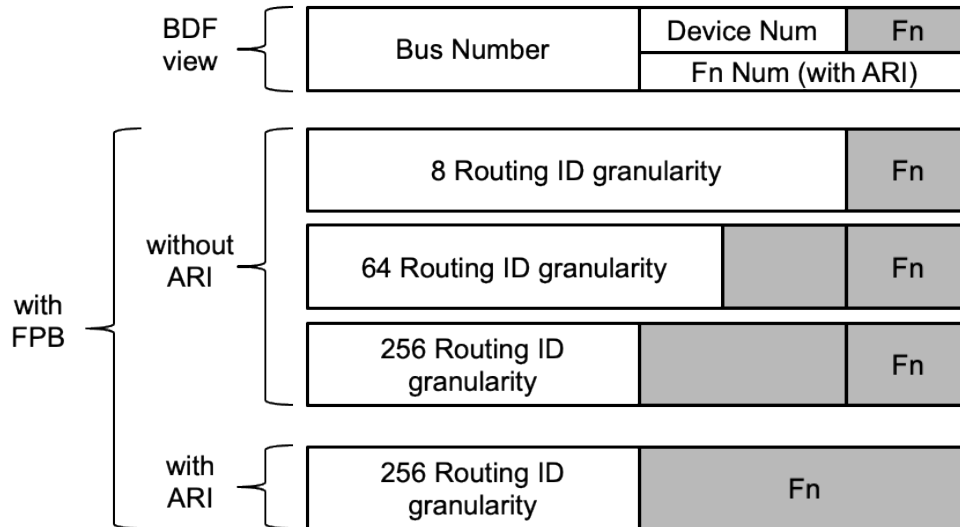 BDF
view
Bus Number
Device Num
Fn
Fn Num (with ARI)
with
FPB
without
ARI
8 Routing ID granularity
Fn
64 Routing ID granularity
Fn
256 Routing ID
granularity
Fn
with
ARI
256 Routing ID
granularity
Fn